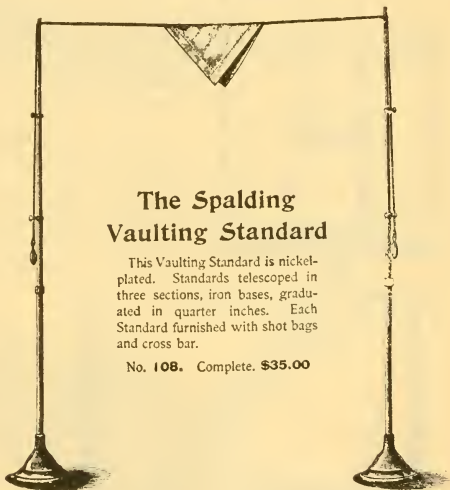 The Spalding
Vaulting Standard
This Vaulting Standard is nickel-
plated. Standards telescoped in
three sections, iron bases, gradu-
ated in quarter inches. Each
Standard furnished with shot bags
and cross bar.
No. 108. Complete. $35.00